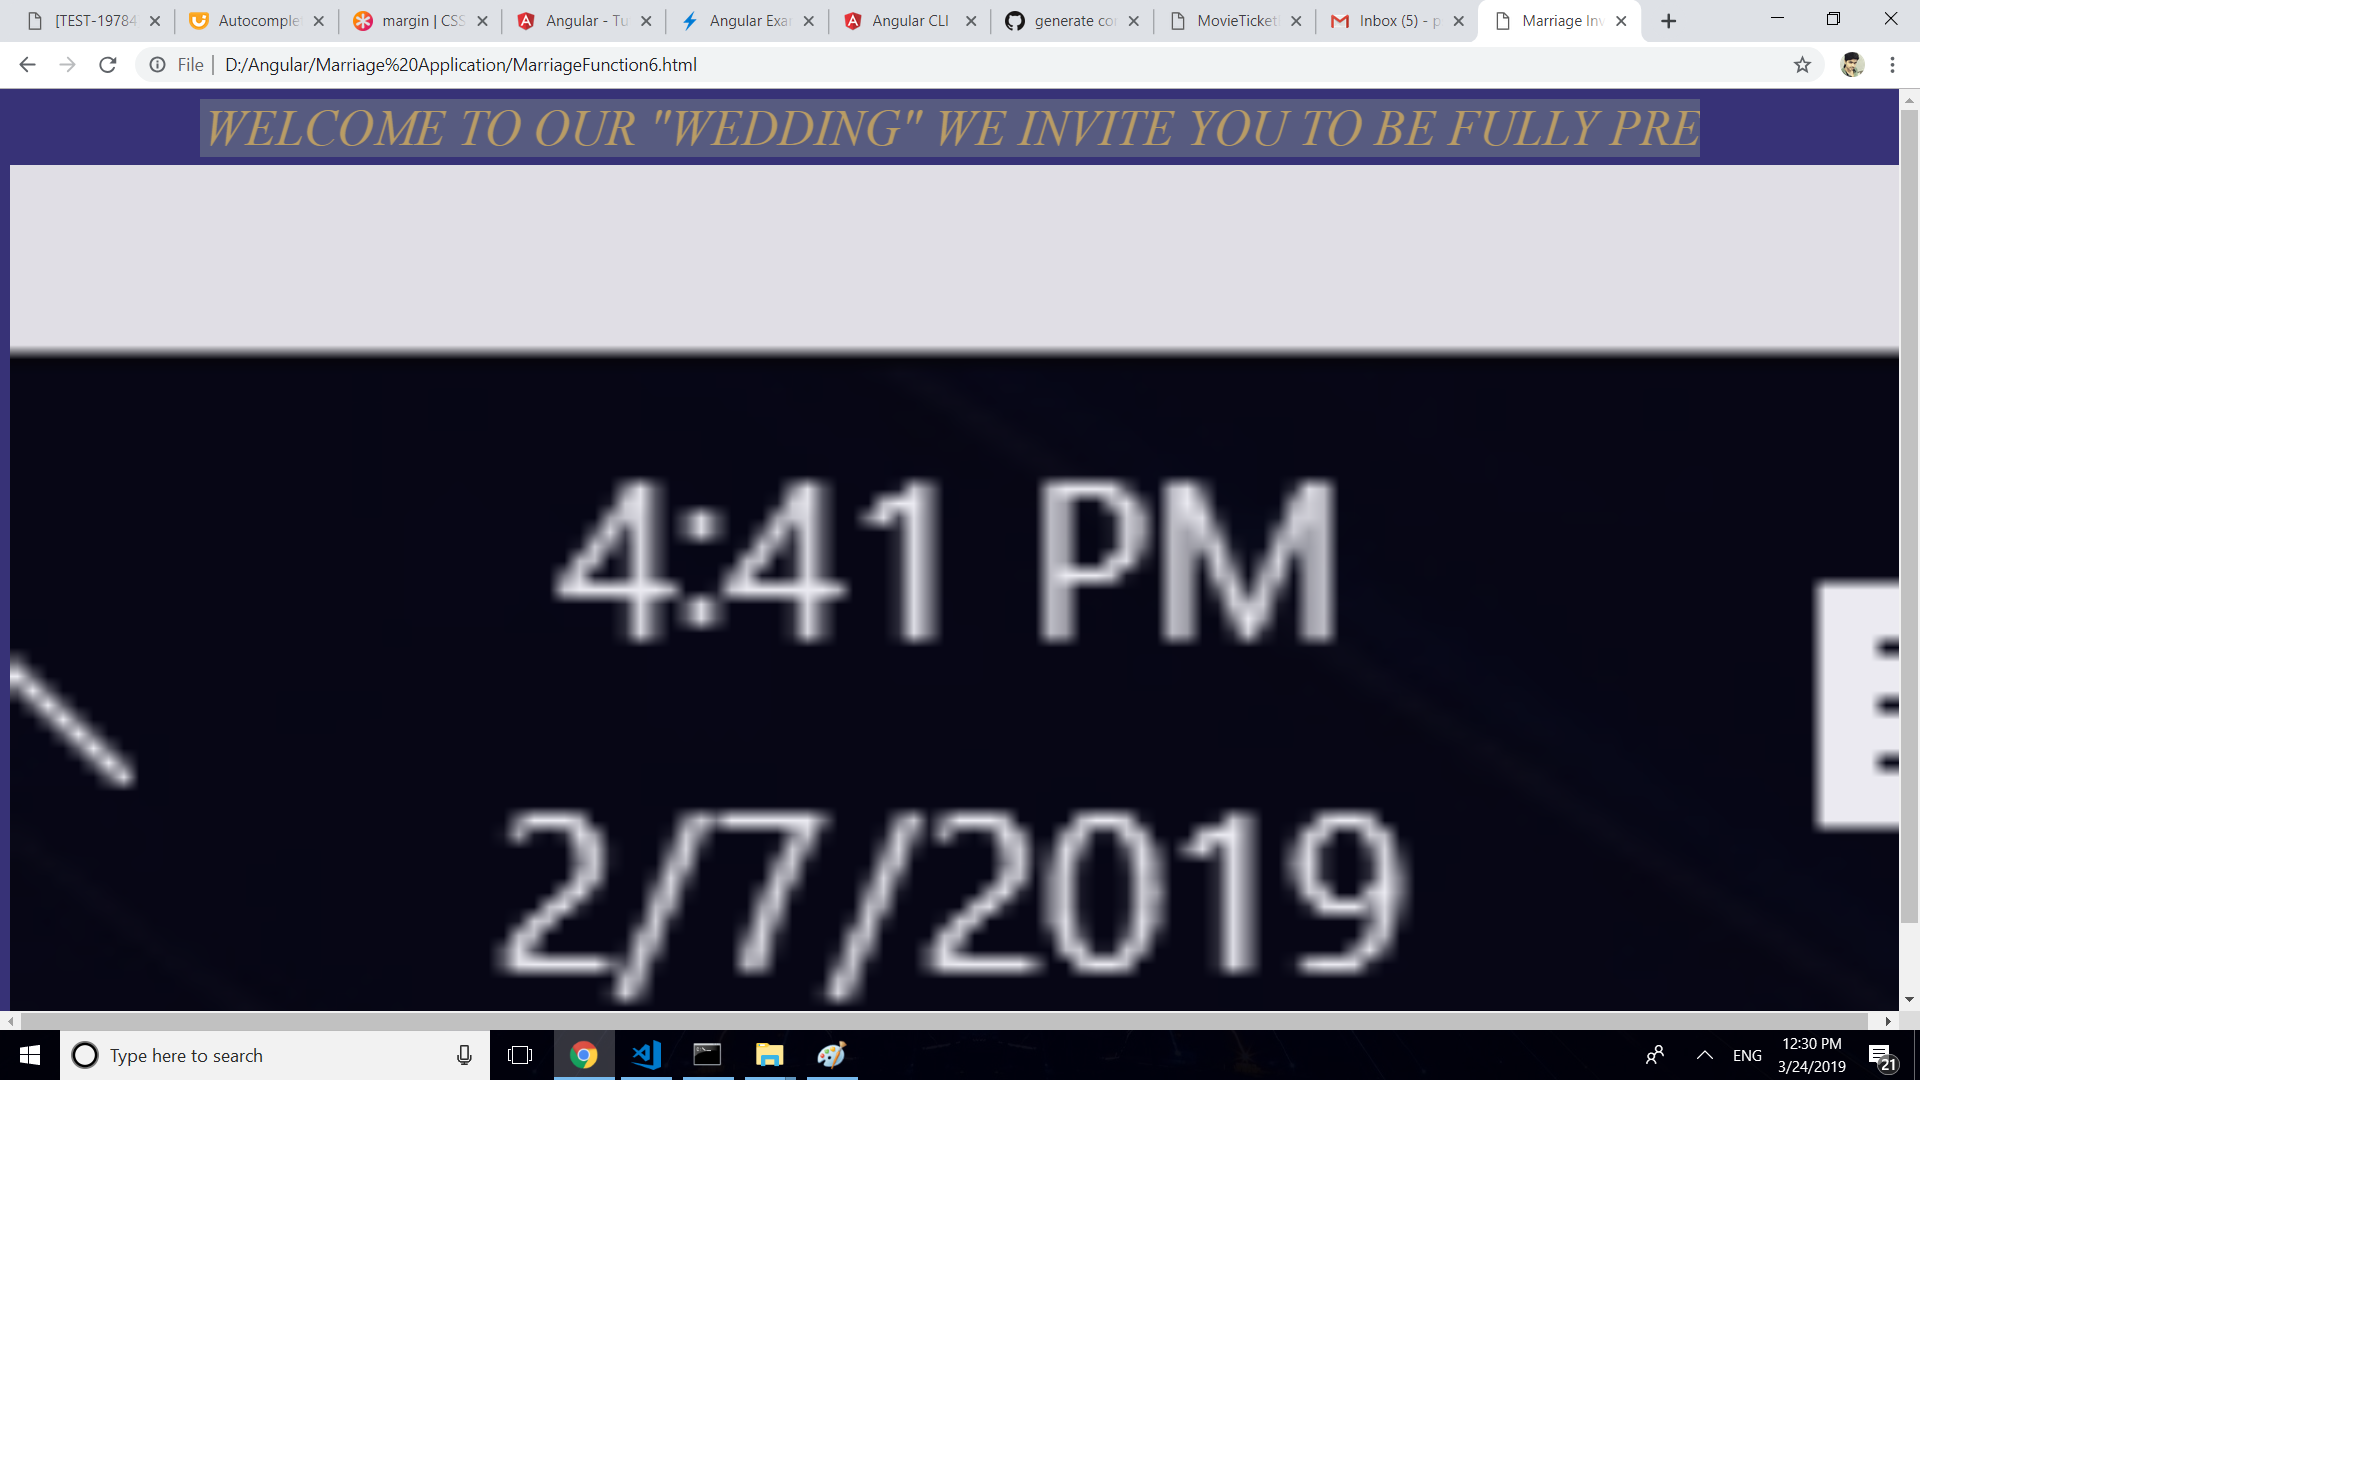 [TEST-19784
Autocomple
margin | CSS
Angular - Tu
Angular Exa
Angular CLI
generate co
MovieTicket
Inbox (5) - p
Marriage Inv
File | D:/Angular/Marriage%20Application/MarriageFunction6.html
WELCOME TO OUR "WEDDING" WE INVITE YOU TO BE FULLY PRE
4:41 PM
2/7/2019
Type here to search
ENG
12:30 PM
3/24/2019
21